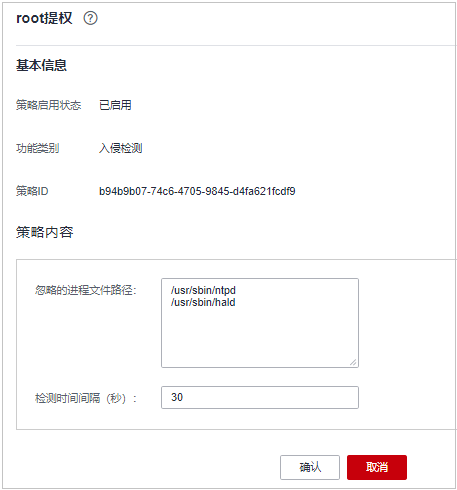 root提权 ?
基本信息
策略启用状态 已启用
功能类别 入侵检测
策略ID b94b9b07-74c6-4705-9845-d4fa621fcdf9
策略内容
忽略的进程文件路径： /usr/sbin/ntpd
/usr/sbin/hald
检测时间间隔（秒）： 30
确认 取消